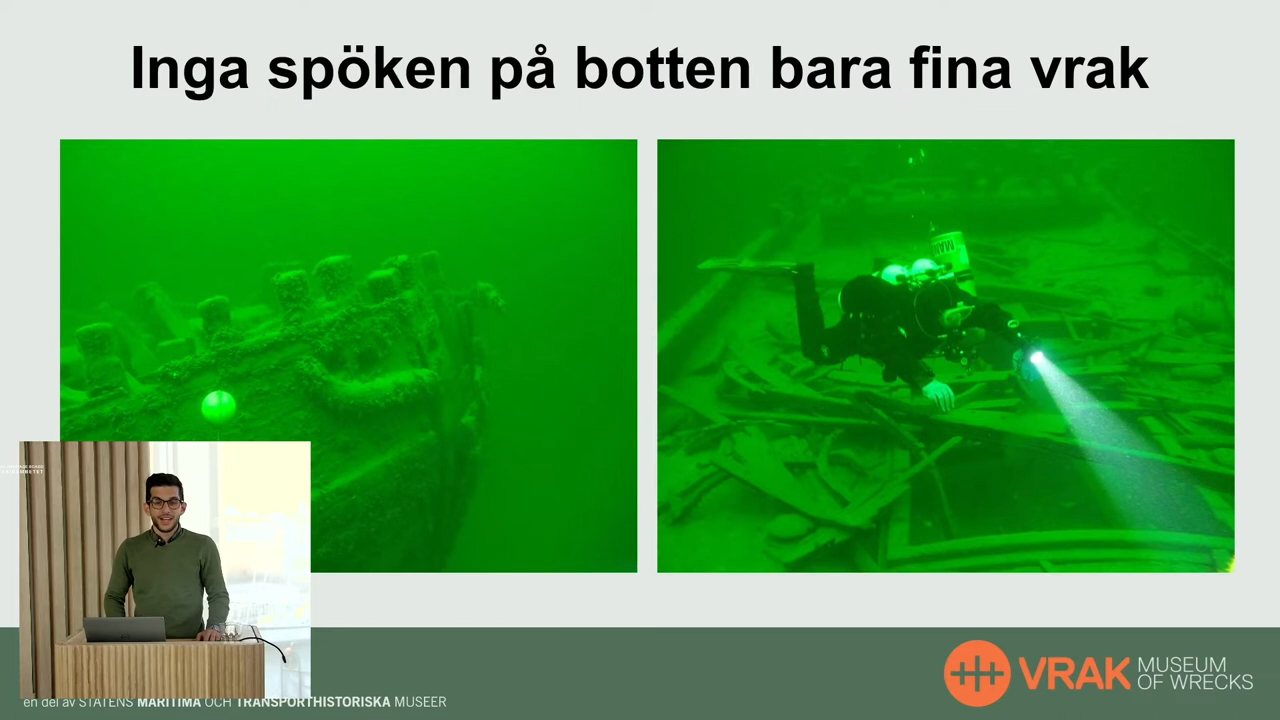 Inga spöken på botten bara fina vrak
en del av STATENS MARITIMA OCH TRANSPORTHISTORISKA MUSEER
VRAK MUSEUM
OF WRECKS